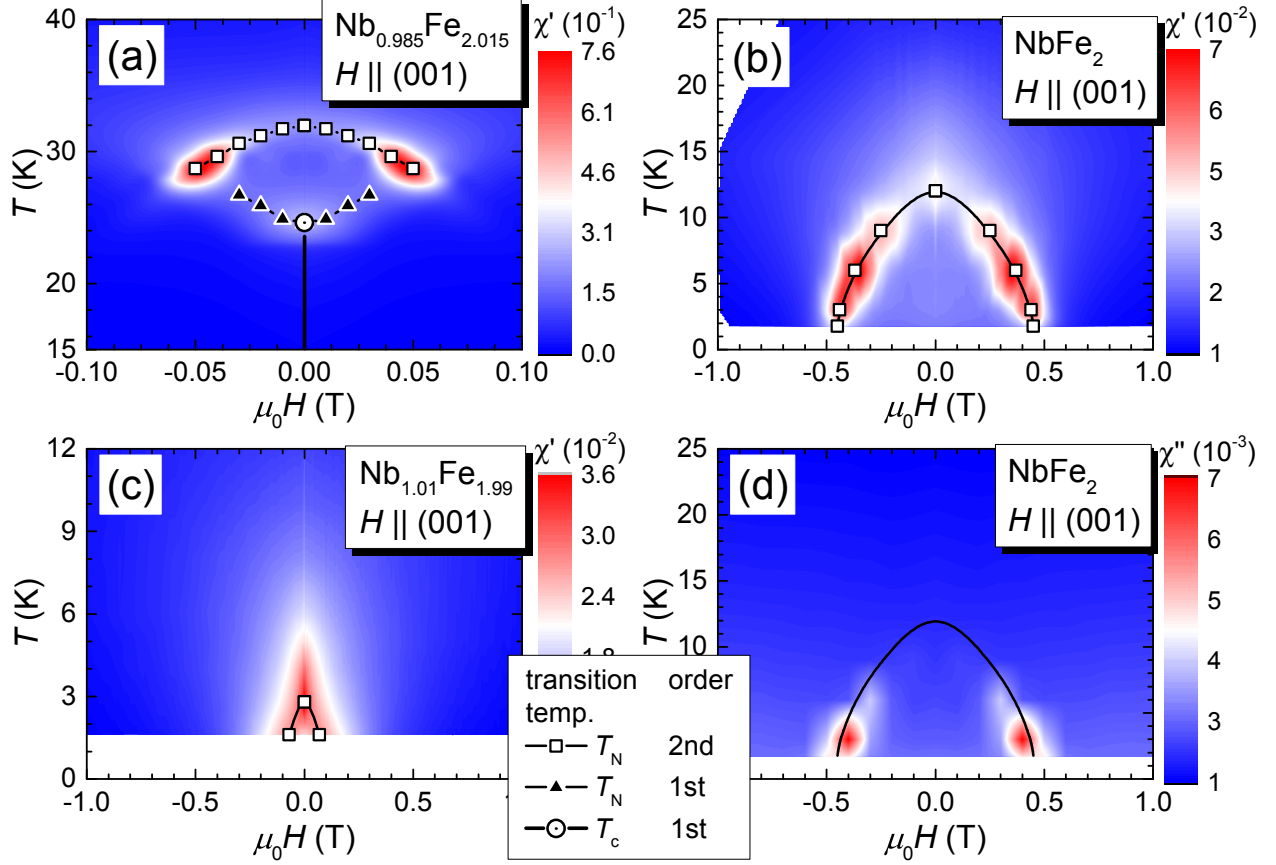 (a)
Nb0.985Fe2.015
H || (001)
χ' (10-1)
7.6
6.1
4.6
3.1
1.5
0.0
40
30
20
15
T (K)
-0.10
-0.05
0.00
0.05
0.10
μ0H (T)
(b)
NbFe2
H || (001)
χ' (10-2)
7
6
5
4
3
2
1
25
20
15
10
5
0
T (K)
-1.0
-0.5
0.0
0.5
1.0
μ0H (T)
(c)
Nb1.01Fe1.99
H || (001)
χ' (10-2)
3.6
3.0
2.4
1.8
12
9
6
3
0
T (K)
-1.0
-0.5
0.0
0.5
μ0H (T)
(d)
NbFe2
H || (001)
χ'' (10-3)
7
6
5
4
3
1
25
20
15
10
T (K)
-0.5
0.0
0.5
1.0
μ0H (T)
transition order
temp.
TN 2nd
TN 1st
Tc 1st